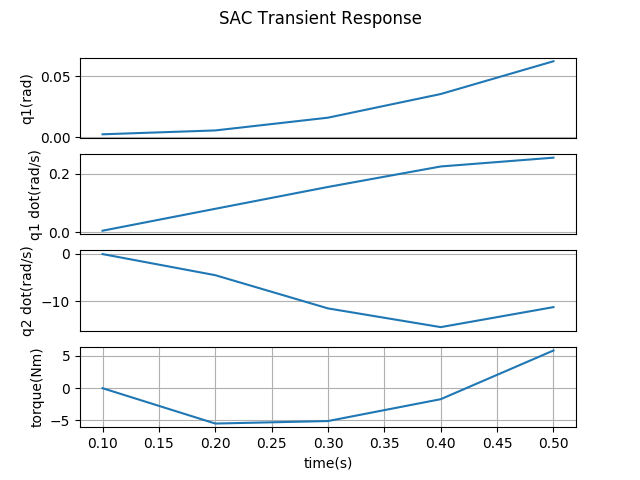 SAC Transient Response
q1(rad)
0.05
0.00
q1 dot(rad/s)
0.2
0.0
q2 dot(rad/s)
0
−10
torque(Nm)
5
0
−5
0.10 0.15 0.20 0.25 0.30 0.35 0.40 0.45 0.50
time(s)